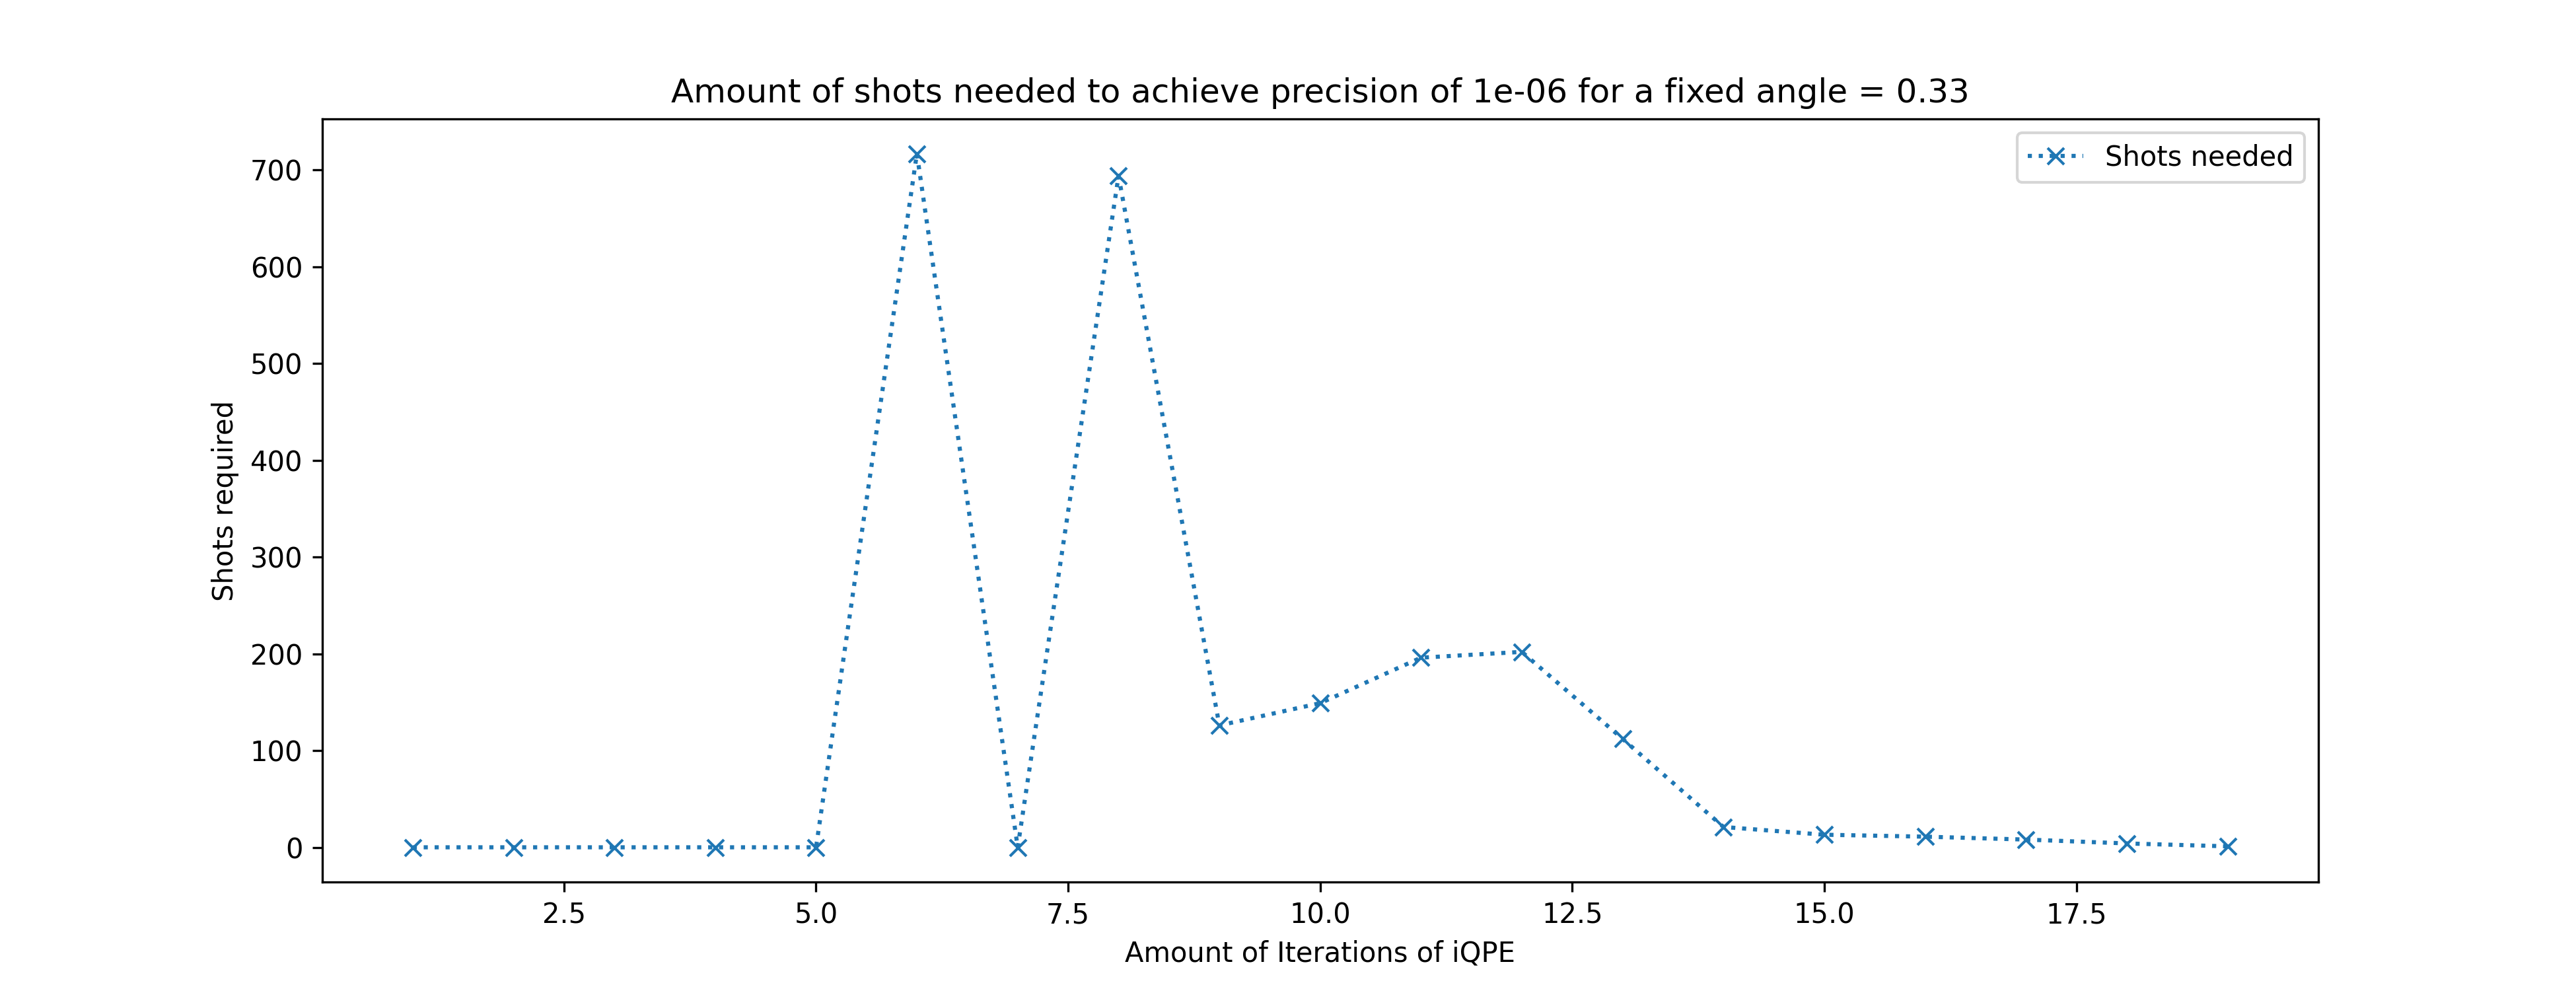 Amount of shots needed to achieve precision of 1e-06 for a fixed angle = 0.33
Shots needed
700
600
500
400
300
200
100
0
Shots required
2.5 5.0 7.5 10.0 12.5 15.0 17.5
Amount of Iterations of iQPE